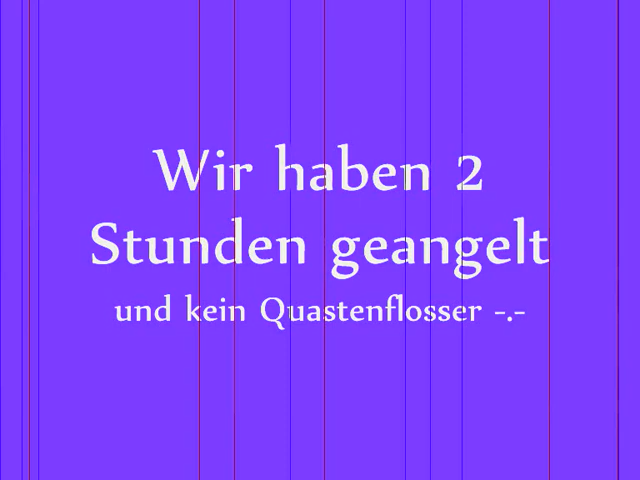 Wir haben 2
Stunden geangelt
und kein Quastenflosser -.-